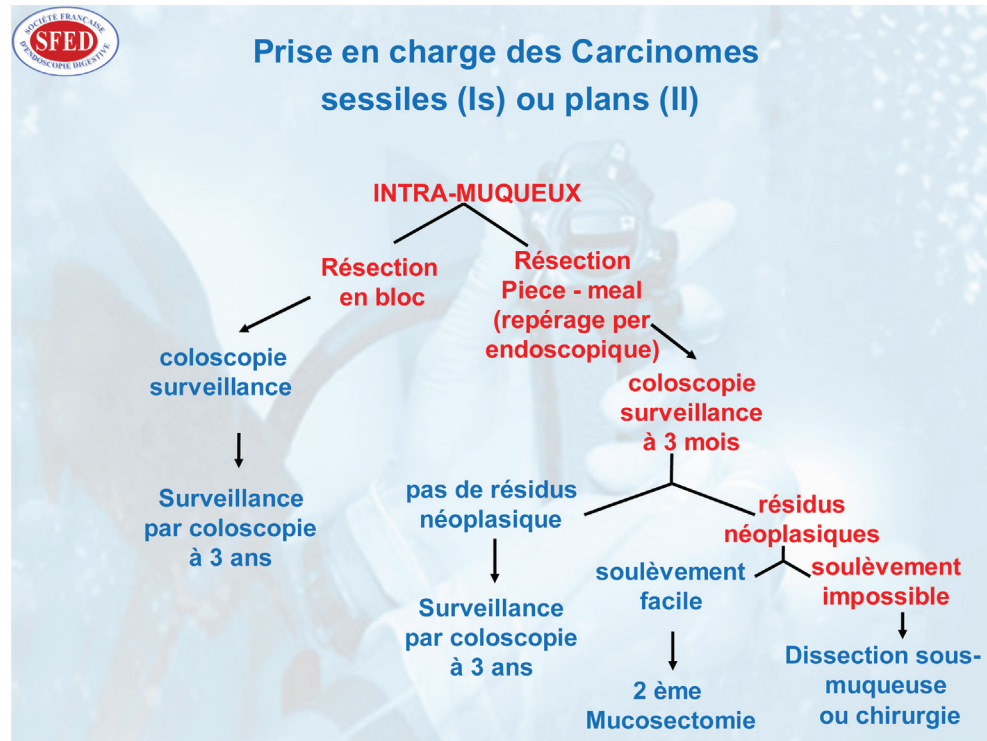 SOCIÉTÉ FRANÇAISE
SFED
D'ENDOSCOPIE DIGESTIVE
Prise en charge des Carcinomes
sessiles (Is) ou plans (II)
INTRA-MUQUEUX
Résection
en bloc
Résection
Piece - meal
(repérage per
endoscopique)
coloscopie
surveillance
coloscopie
surveillance
à 3 mois
Surveillance
par coloscopie
à 3 ans
pas de résidus
néoplasique
résidus
néoplasiques
Surveillance
par coloscopie
à 3 ans
soulèvement
facile
soulèvement
impossible
2 ème
Mucosectomie
Dissection sous-
muqueuse
ou chirurgie